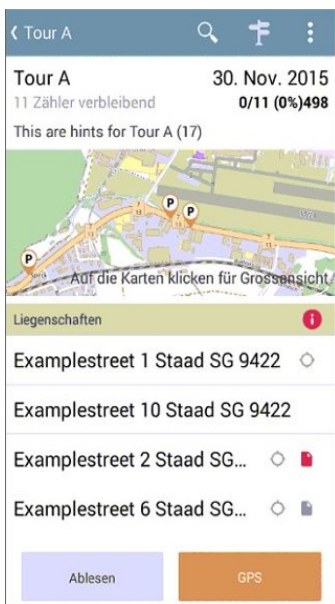 Tour A
Tour A 30. Nov. 2015
11 Zähler verbleibend 0/11 (0%)498
This are hints for Tour A (17)
P P
P
Auf die Karten klicken für Grossansicht
Liegenschaften
Examplestreet 1 Staad SG 9422
Examplestreet 10 Staad SG 9422
Examplestreet 2 Staad SG...
Examplestreet 6 Staad SG...
Ablesen GPS